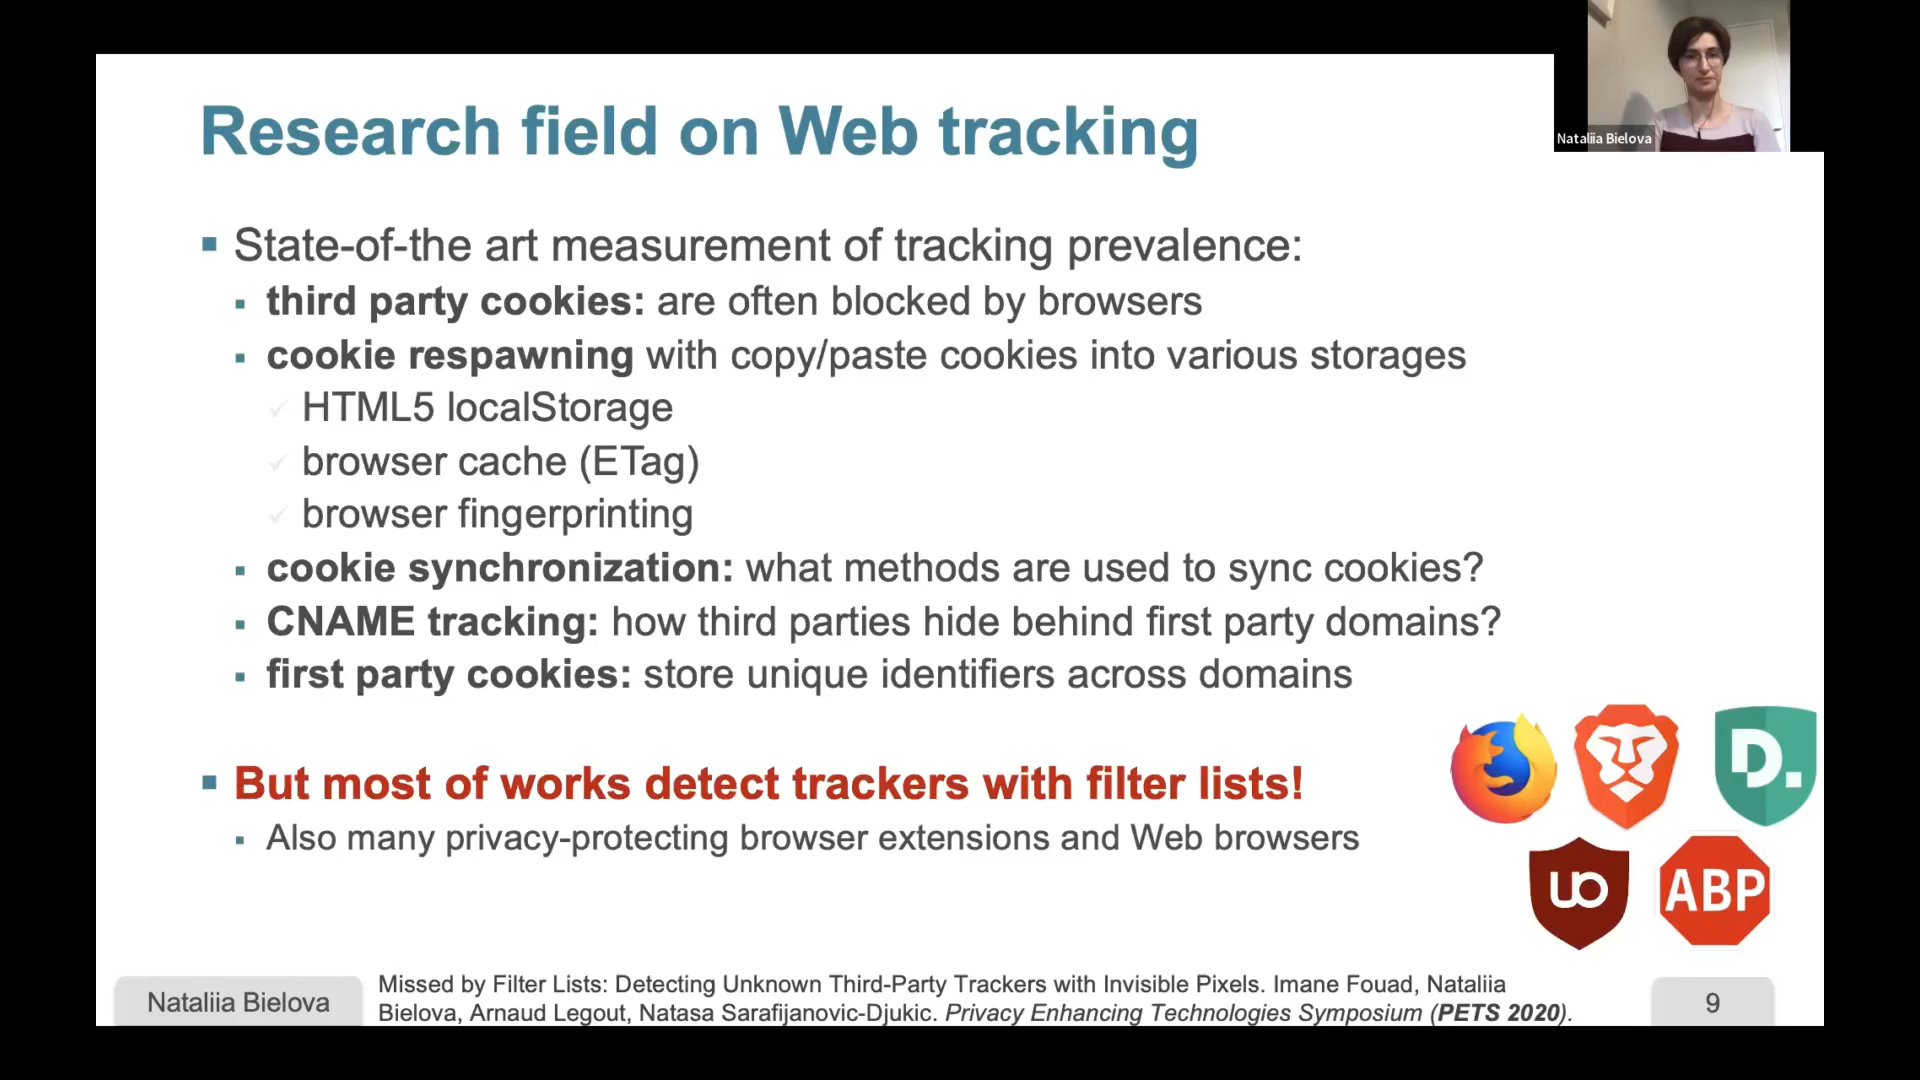 Nataliia Bielova
Research field on Web tracking
State-of-the art measurement of tracking prevalence:
third party cookies: are often blocked by browsers
cookie respawning with copy/paste cookies into various storages
HTML5 localStorage
browser cache (ETag)
browser fingerprinting
cookie synchronization: what methods are used to sync cookies?
CNAME tracking: how third parties hide behind first party domains?
first party cookies: store unique identifiers across domains
But most of works detect trackers with filter lists!
Also many privacy-protecting browser extensions and Web browsers
D.
uo
ABP
Nataliia Bielova
Missed by Filter Lists: Detecting Unknown Third-Party Trackers with Invisible Pixels. Imane Fouad, Nataliia
Bielova, Arnaud Legout, Natasa Sarafijanovic-Djukic. Privacy Enhancing Technologies Symposium (PETS 2020).
9